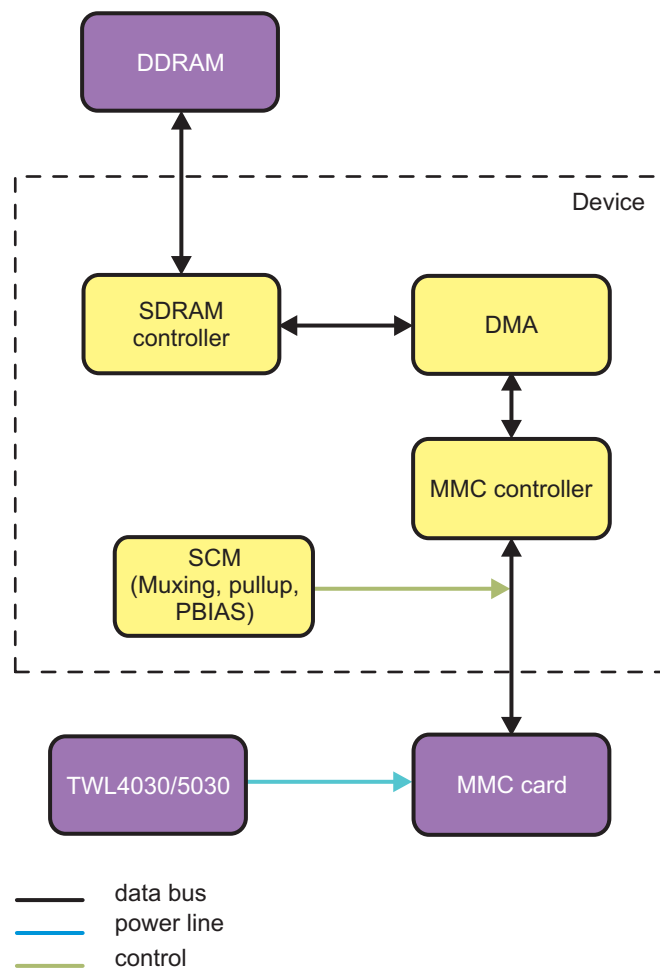 DDRAM
Device
SDRAM
controller
DMA
MMC controller
SCM
(Muxing, pullup,
PBIAS)
TWL4030/5030
MMC card
data bus
power line
control